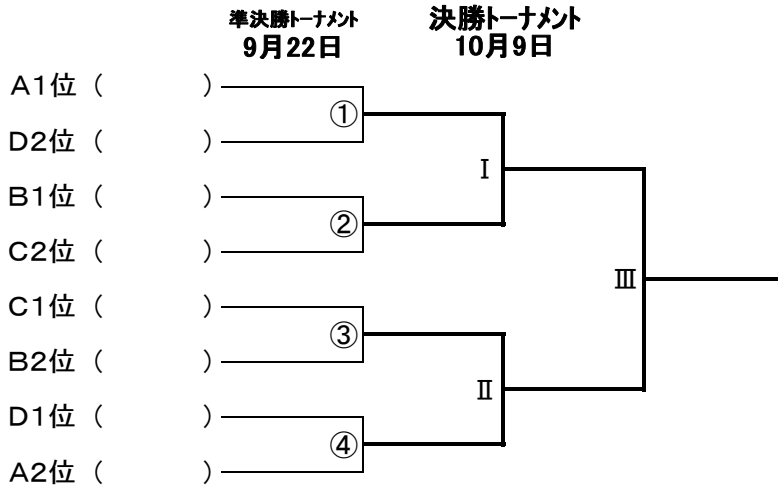 準決勝トーナメント
9月22日
決勝トーナメント
10月9日
A1位（　　　　）
①
D2位（　　　　）
Ⅰ
B1位（　　　　）
②
C2位（　　　　）
Ⅲ
C1位（　　　　）
③
B2位（　　　　）
Ⅱ
D1位（　　　　）
④
A2位（　　　　）